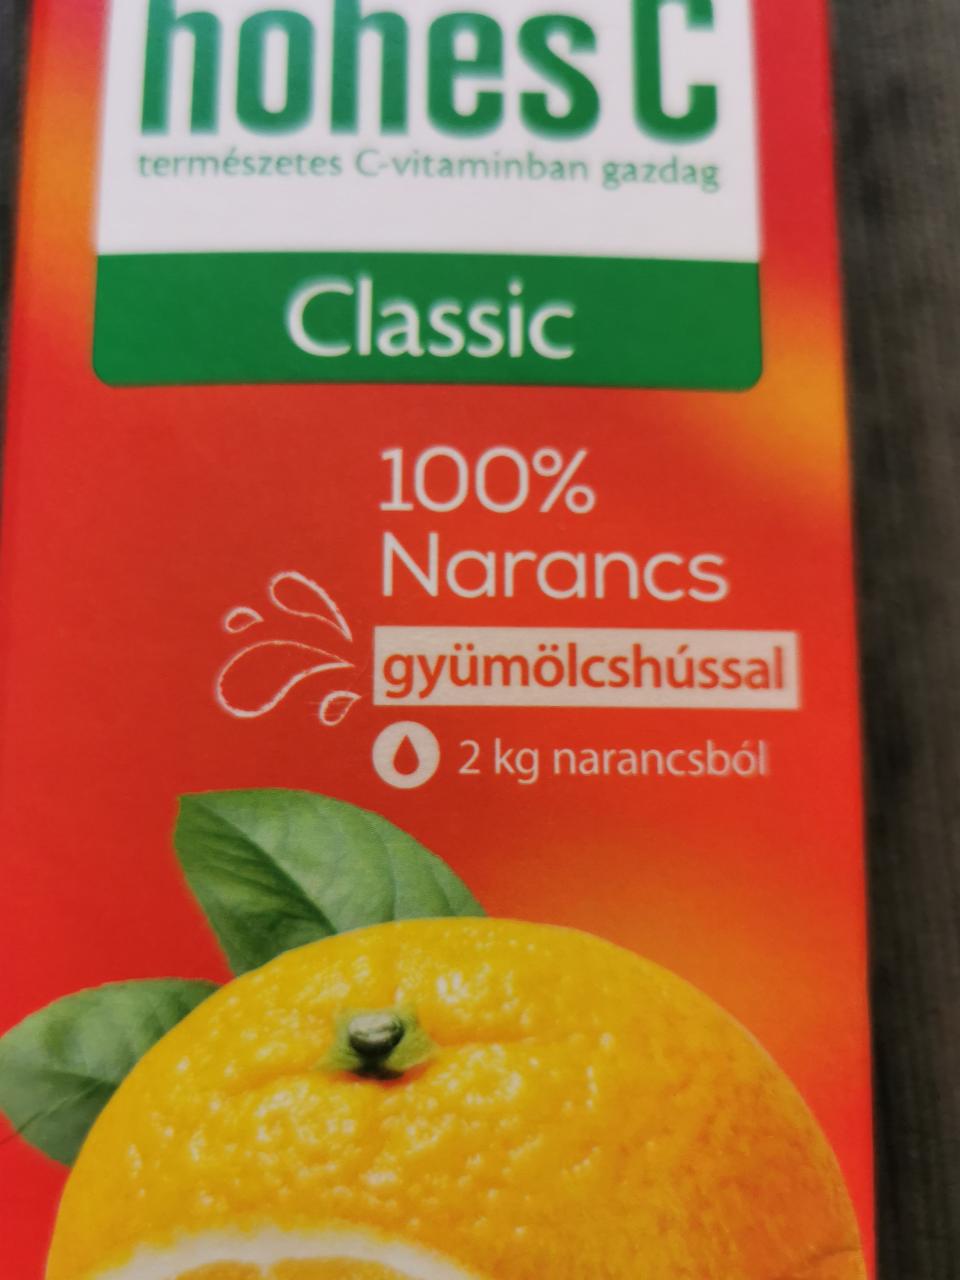 hohes C
természetes C-vitaminban gazdag
Classic
100%
Narancs
gyümölcshússal
2 kg narancsból